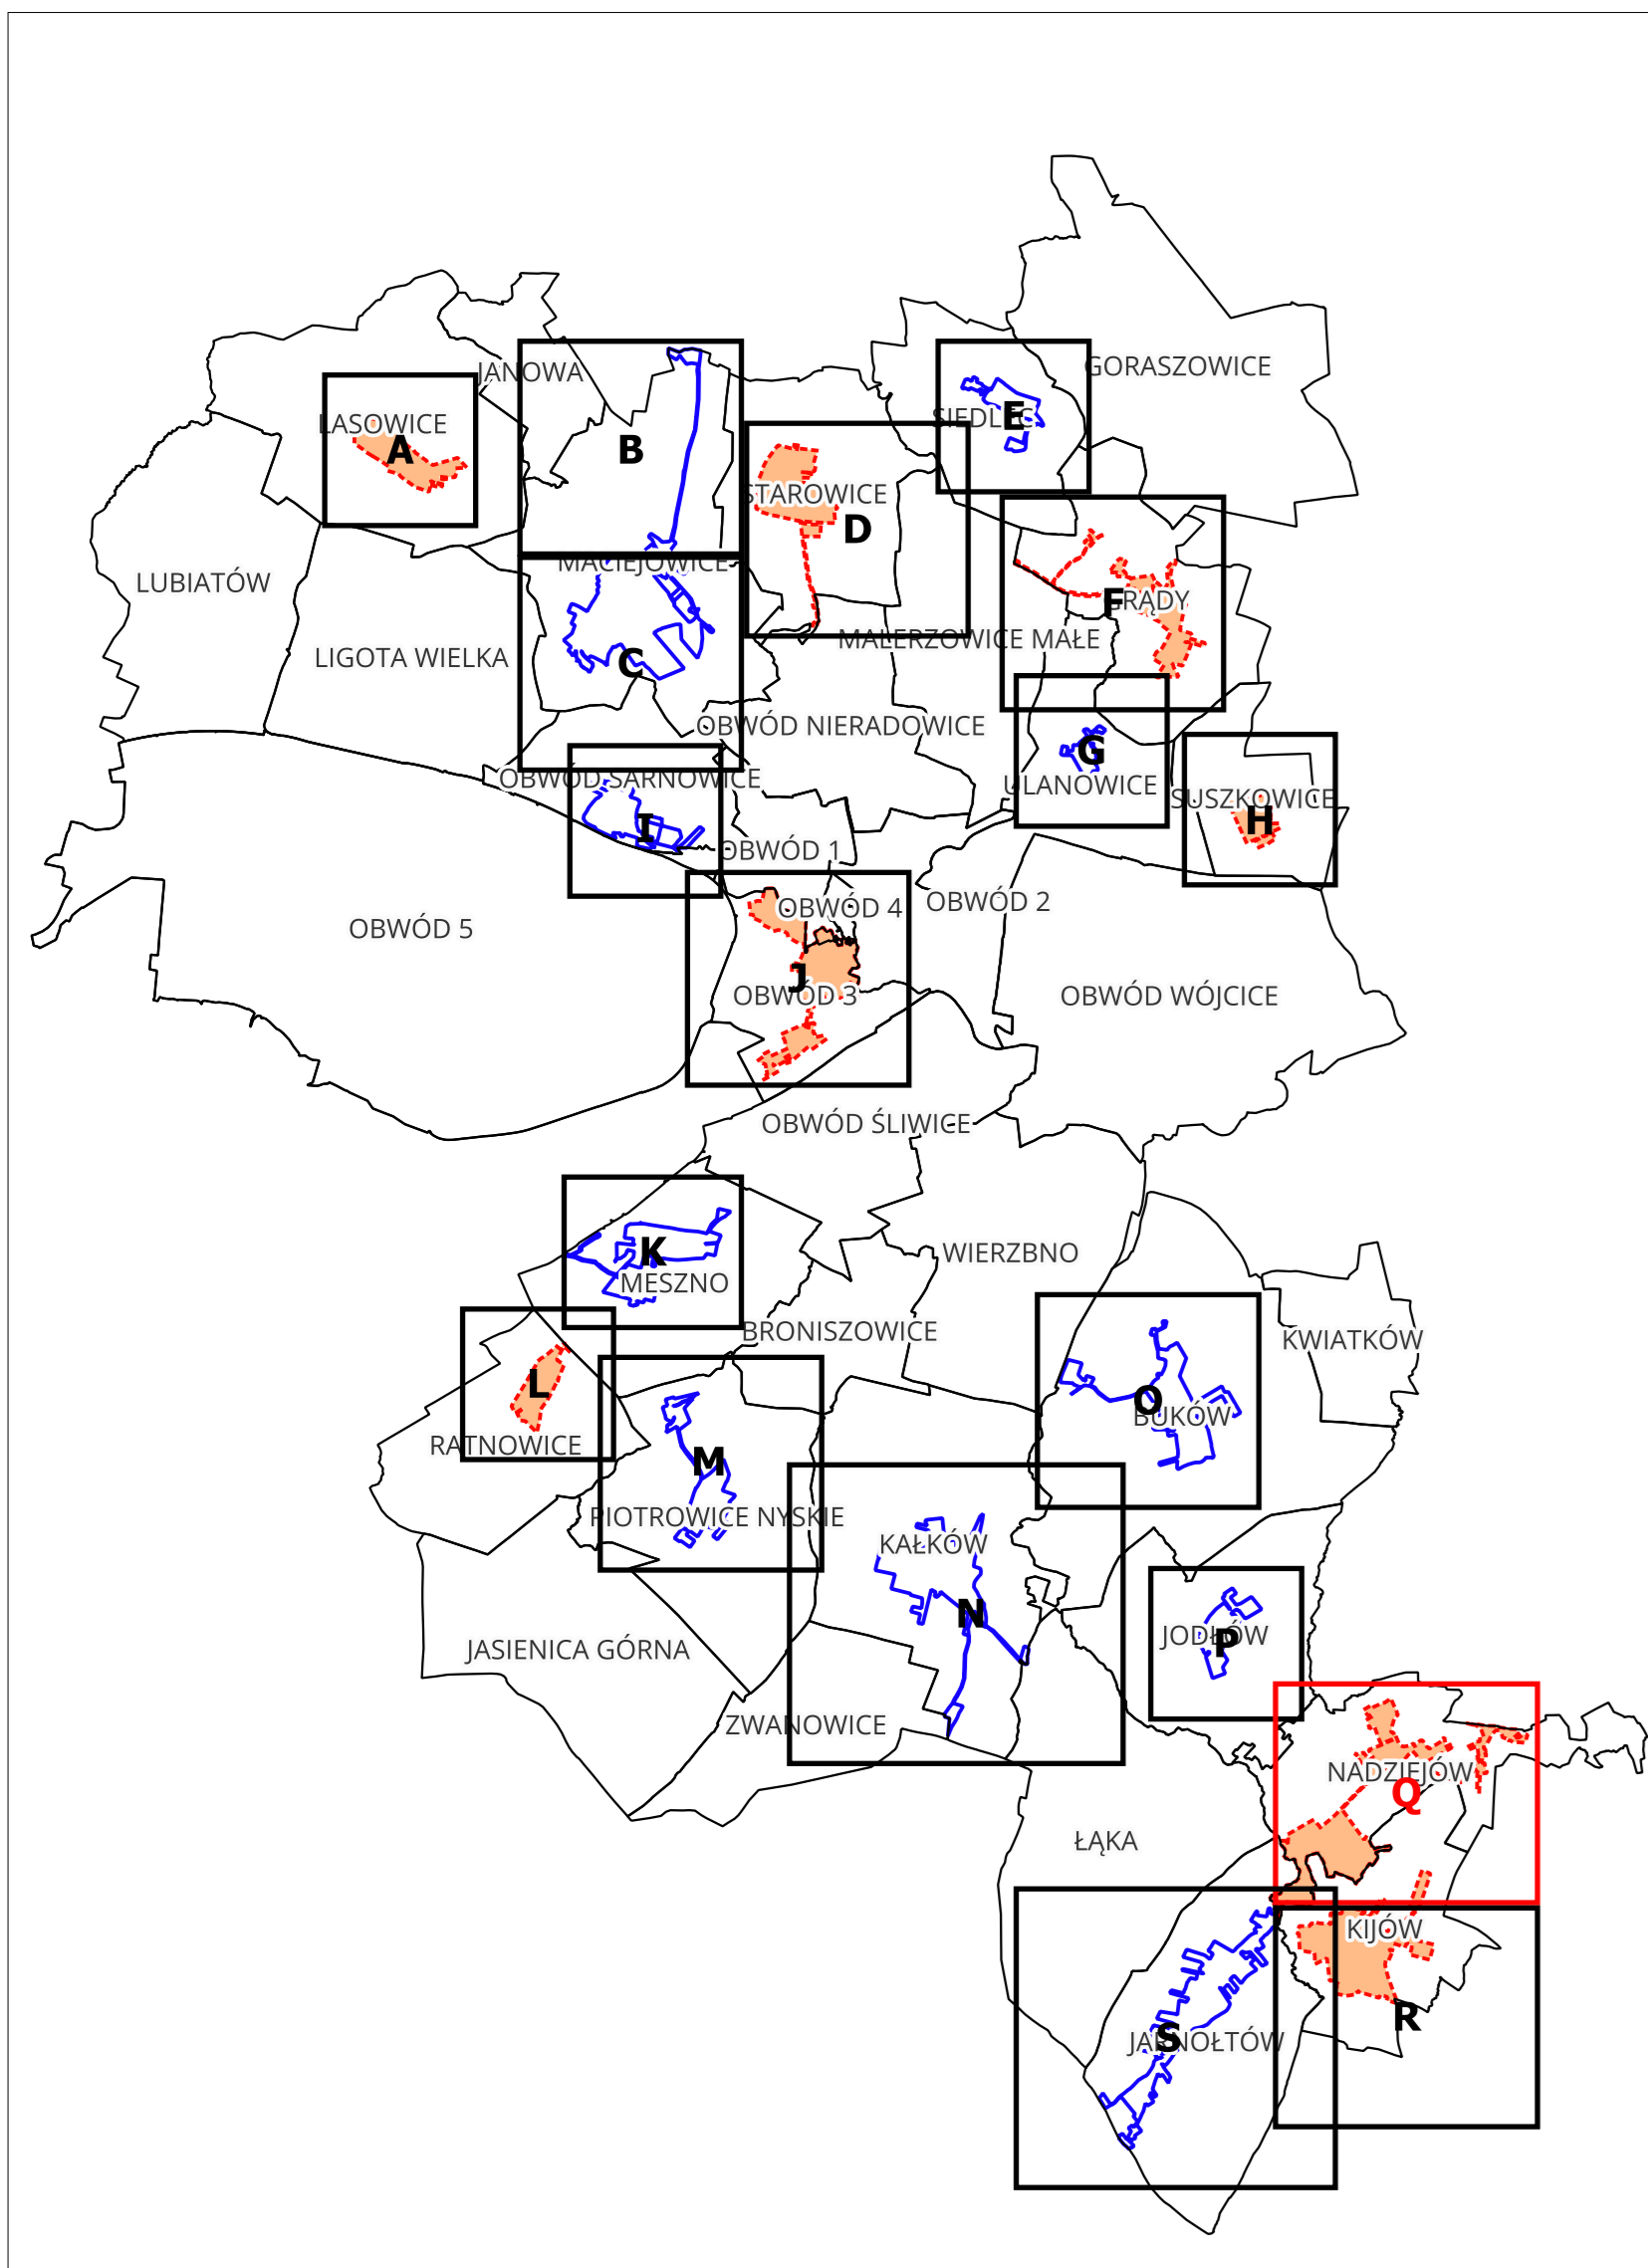 GORASZOWICE
JANOWA
LASOWICE
A
B
SIEDLEC
E
STAROWICE
D
MACIEJOWICE
LUBIATÓW
GRĄDY
F
MALERZOWICE MAŁE
LIGOTA WIELKA
C
OBWÓD NIERADOWICE
G
OBWÓD SARNOWICE
ULANOWICE
SUSZKOWICE
H
I
OBWÓD 1
OBWÓD 2
OBWÓD 4
OBWÓD 5
J
OBWÓD 3
OBWÓD WÓJCICE
OBWÓD ŚLIWICE
K
WIERZBNO
MESZNO
BRONISZOWICE
KWIATKÓW
L
O
BUKÓW
RATNOWICE
M
PIOTROWICE NYSKIE
KAŁKÓW
N
JODŁÓW
P
JASIENICA GÓRNA
ZWANOWICE
NADZIEJÓW
Q
ŁĄKA
KIJÓW
R
JARNOŁTÓW
S